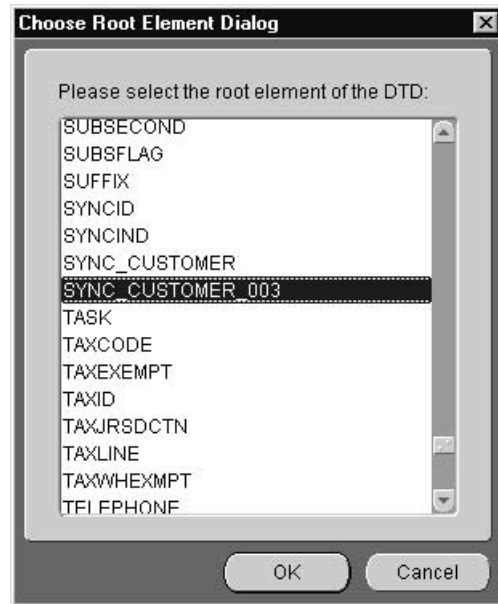 Choose Root Element Dialog
Please select the root element of the DTD:
SUBSECOND
SUBSFLAG
SUFFIX
SYNCID
SYNCIND
SYNC_CUSTOMER
SYNC_CUSTOMER_003
TASK
TAXCODE
TAXEXEMPT
TAXID
TAXJRSDCTN
TAXLINE
TAXWHEXMPT
TELEPHONE
OK Cancel